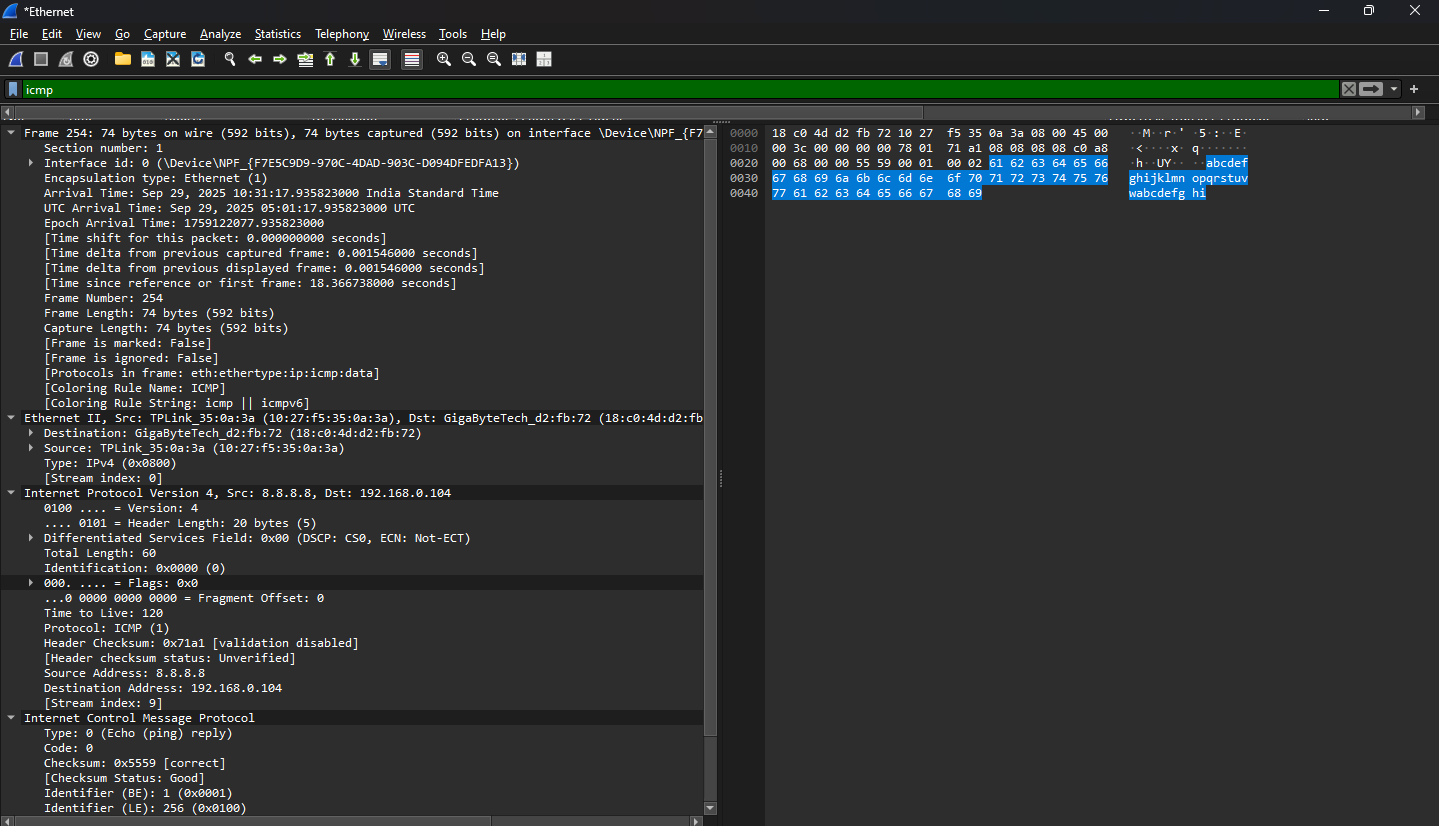 *Ethernet
File Edit View Go Capture Analyze Statistics Telephony Wireless Tools Help
icmp
Frame 254: 74 bytes on wire (592 bits), 74 bytes captured (592 bits) on interface \Device\NPF_{F7
Section number: 1
Interface id: 0 (\Device\NPF_{F7E5C9D9-970C-4DAD-903C-D094DFEDFA13})
Encapsulation type: Ethernet (1)
Arrival Time: Sep 29, 2025 10:31:17.935823000 India Standard Time
UTC Arrival Time: Sep 29, 2025 05:01:17.935823000 UTC
Epoch Arrival Time: 1759122077.935823000
[Time shift for this packet: 0.000000000 seconds]
[Time delta from previous captured frame: 0.001546000 seconds]
[Time delta from previous displayed frame: 0.001546000 seconds]
[Time since reference or first frame: 18.366738000 seconds]
Frame Number: 254
Frame Length: 74 bytes (592 bits)
Capture Length: 74 bytes (592 bits)
[Frame is marked: False]
[Frame is ignored: False]
[Protocols in frame: eth:ethertype:ip:icmp:data]
[Coloring Rule Name: ICMP]
[Coloring Rule String: icmp || icmpv6]
Ethernet II, Src: TPLink_35:0a:3a (10:27:f5:35:0a:3a), Dst: GigaByteTech_d2:fb:72 (18:c0:4d:d2:fb
Destination: GigaByteTech_d2:fb:72 (18:c0:4d:d2:fb:72)
Source: TPLink_35:0a:3a (10:27:f5:35:0a:3a)
Type: IPv4 (0x0800)
[Stream index: 0]
Internet Protocol Version 4, Src: 8.8.8.8, Dst: 192.168.0.104
0100 .... = Version: 4
.... 0101 = Header Length: 20 bytes (5)
Differentiated Services Field: 0x00 (DSCP: CS0, ECN: Not-ECT)
Total Length: 60
Identification: 0x0000 (0)
000. .... = Flags: 0x0
...0 0000 0000 0000 = Fragment Offset: 0
Time to Live: 120
Protocol: ICMP (1)
Header Checksum: 0x71a1 [validation disabled]
[Header checksum status: Unverified]
Source Address: 8.8.8.8
Destination Address: 192.168.0.104
[Stream index: 9]
Internet Control Message Protocol
Type: 0 (Echo (ping) reply)
Code: 0
Checksum: 0x5559 [correct]
[Checksum Status: Good]
Identifier (BE): 1 (0x0001)
Identifier (LE): 256 (0x0100)
0000 18 c0 4d d2 fb 72 10 27 f5 35 0a 3a 08 00 45 00 ··M··r·' ·5·:··E·
0010 00 3c 00 00 00 00 78 01 71 a1 08 08 08 08 c0 a8 ·<····x· q·······
0020 00 68 00 00 55 59 00 01 00 02 61 62 63 64 65 66 ·h··UY·· ··abcdef
0030 67 68 69 6a 6b 6c 6d 6e 6f 70 71 72 73 74 75 76 ghijklmn opqrstuv
0040 77 61 62 63 64 65 66 67 68 69 wabcdefg hi